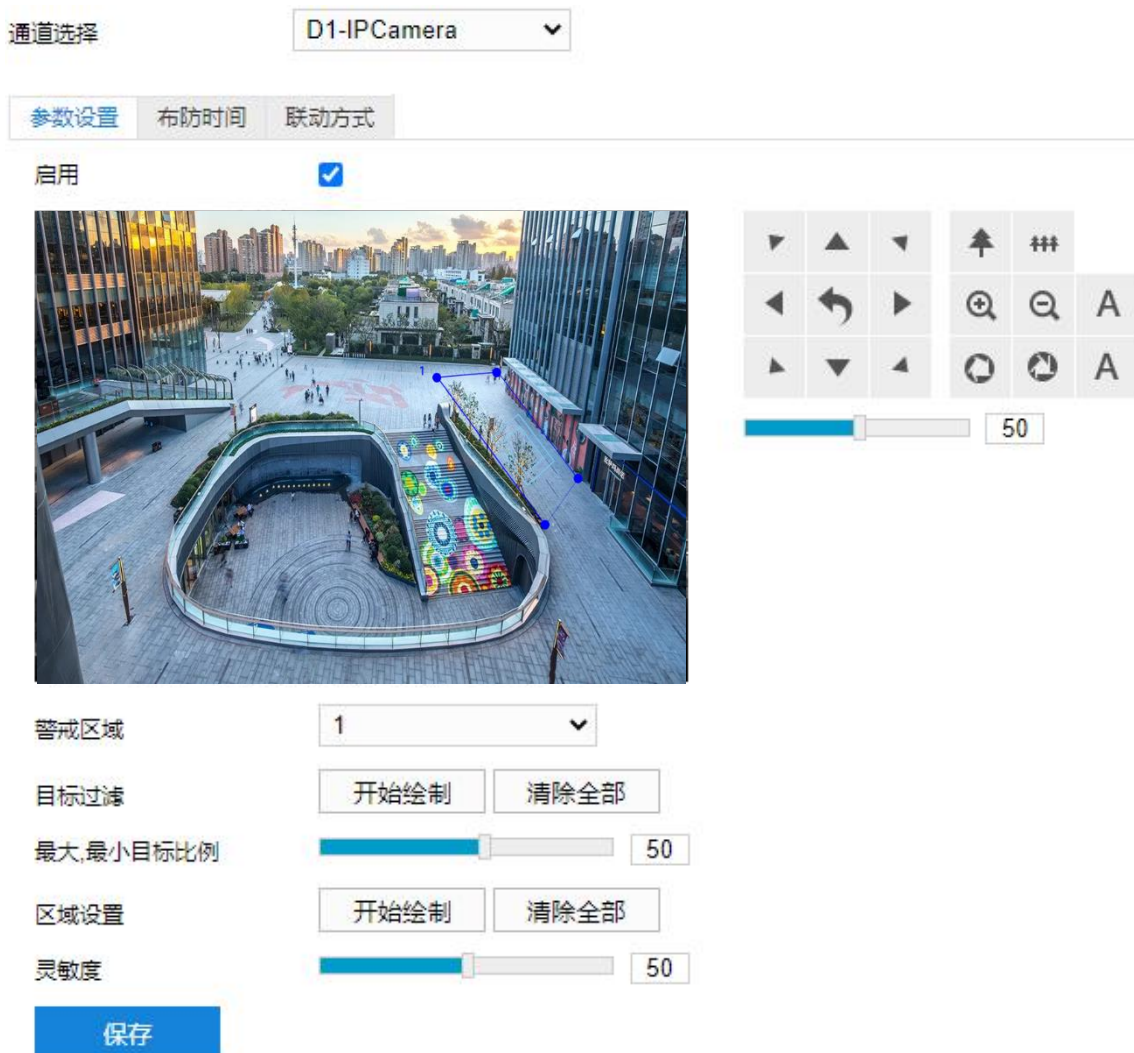 通道选择 D1-IPCamera
参数设置 布防时间 联动方式
启用
1
A
50
A
警戒区域 1
目标过滤 开始绘制 清除全部
最大,最小目标比例 50
区域设置 开始绘制 清除全部
灵敏度 50
保存